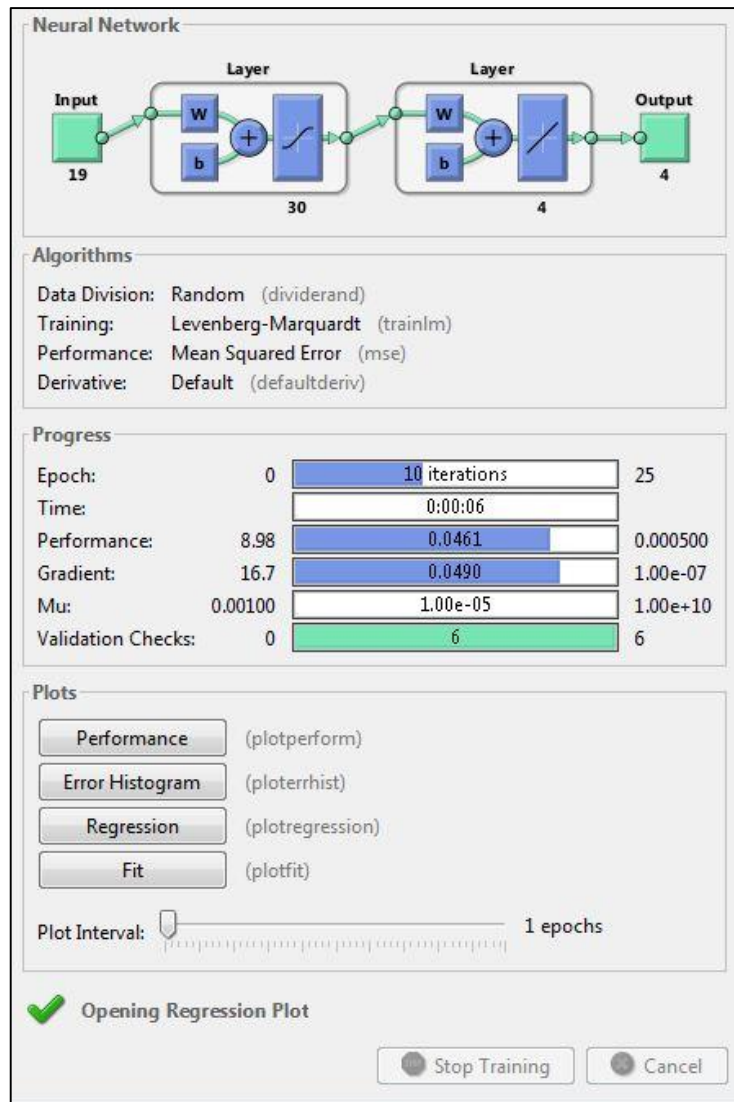 Neural Network
Layer
Layer
Input
W
b
+
W
b
+
Output
19
30
4
4
Algorithms
Data Division: Random (dividerand)
Training: Levenberg-Marquardt (trainlm)
Performance: Mean Squared Error (mse)
Derivative: Default (defaultderiv)
Progress
Epoch: 0 10 iterations 25
Time: 0:00:06
Performance: 8.98 0.0461 0.000500
Gradient: 16.7 0.0490 1.00e-07
Mu: 0.00100 1.00e-05 1.00e+10
Validation Checks: 0 6 6
Plots
Performance (plotperform)
Error Histogram (ploterrhist)
Regression (plotregression)
Fit (plotfit)
Plot Interval: 1 epochs
Opening Regression Plot
Stop Training Cancel